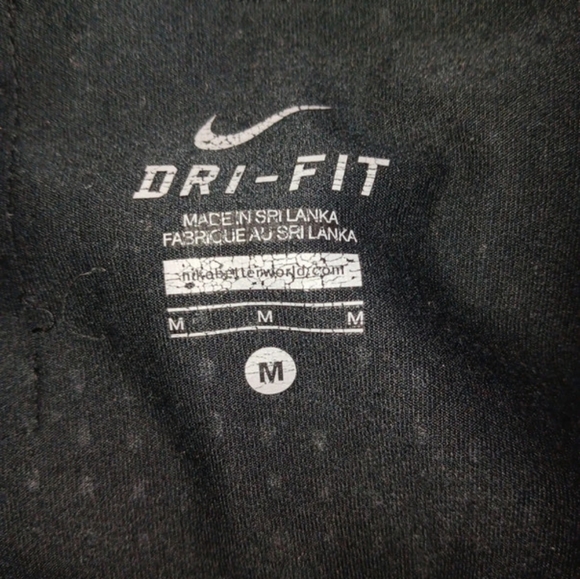 DRI-FIT
MADE IN SRI LANKA
FABRIQUE AU SRI LANKA
nikebetterworld.com
M M M
M